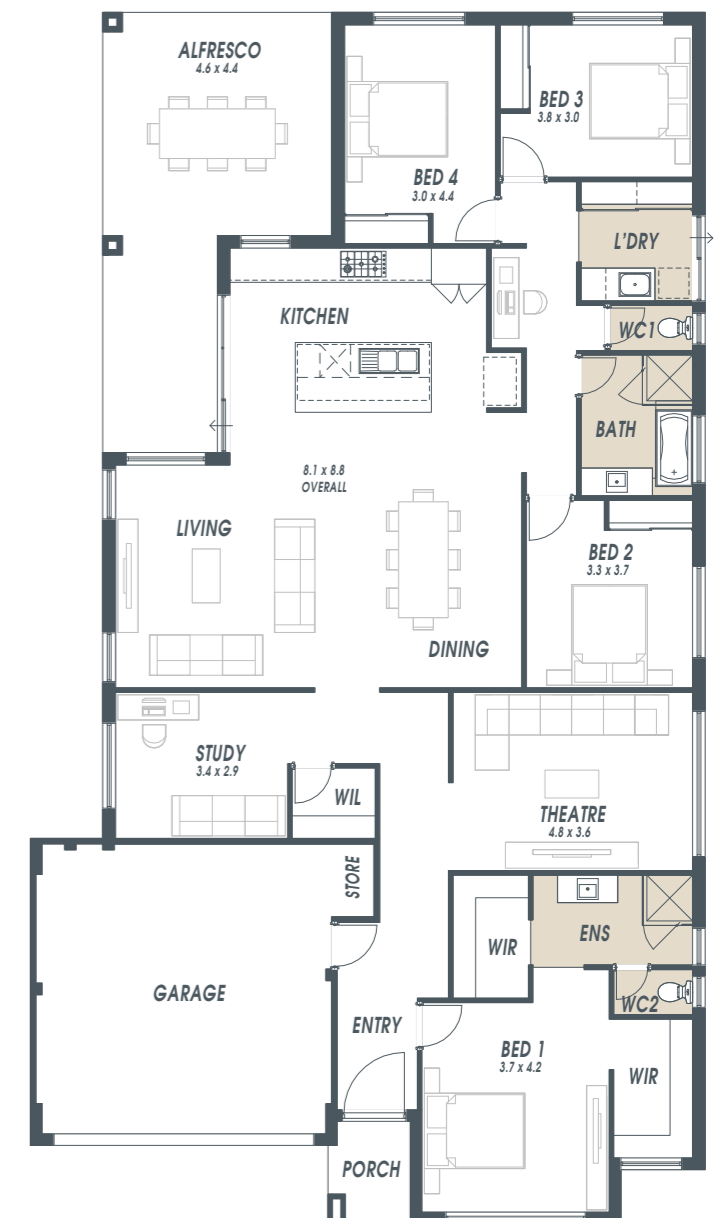 ALFRESCO
4.6 x 4.4
BED 3
3.8 x 3.0
BED 4
3.0 x 4.4
L'DRY
KITCHEN
WC1
BATH
8.1 x 8.8
OVERALL
LIVING
BED 2
3.3 x 3.7
DINING
STUDY
3.4 x 2.9
WIL
THEATRE
4.8 x 3.6
STORE
ENS
WIR
GARAGE
WC2
ENTRY
BED 1
3.7 x 4.2
WIR
PORCH